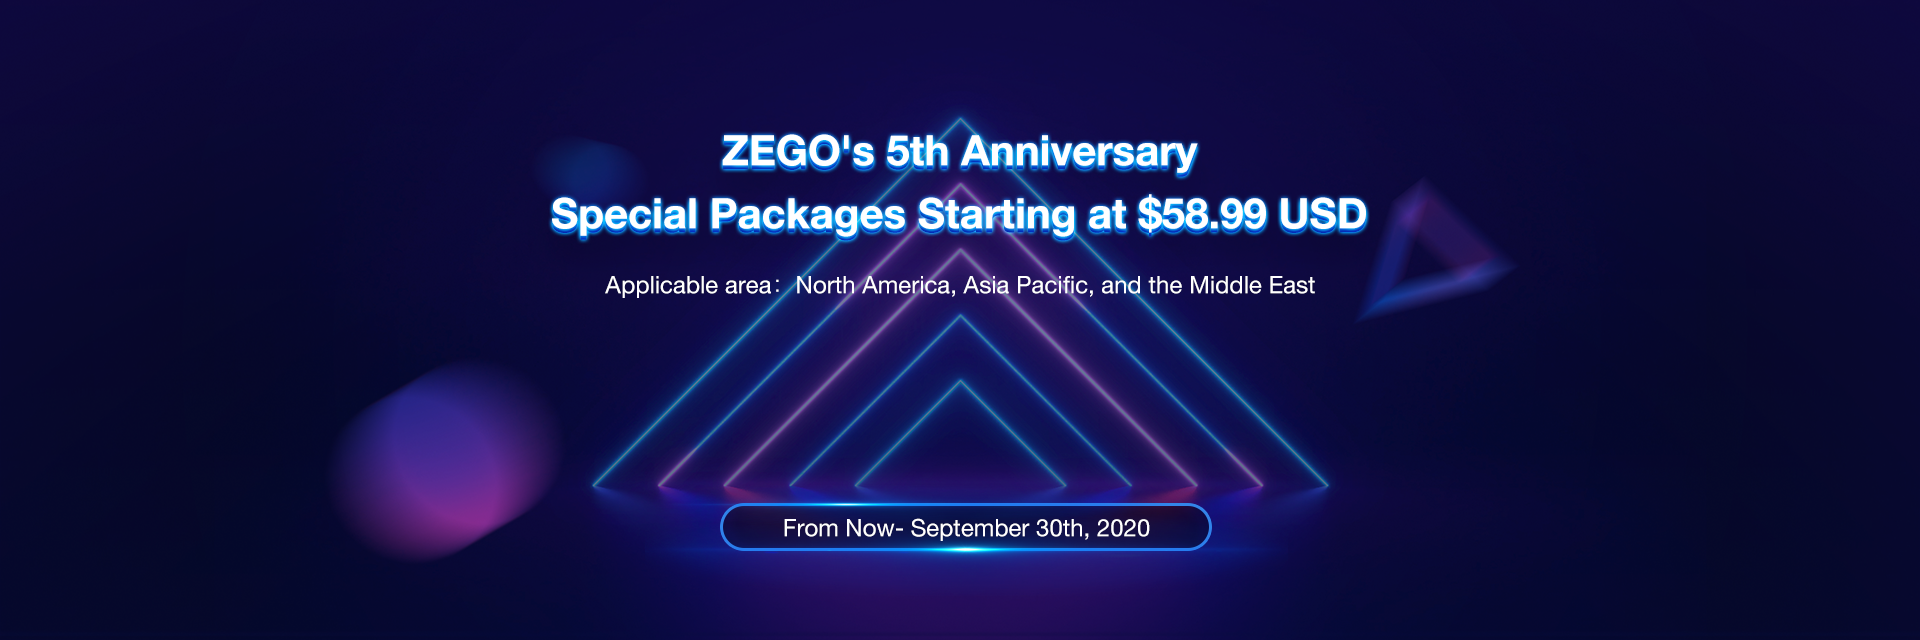 ZEGO's 5th Anniversary
Special Packages Starting at $58.99 USD
Applicable area：North America, Asia Pacific, and the Middle East
From Now- September 30th, 2020